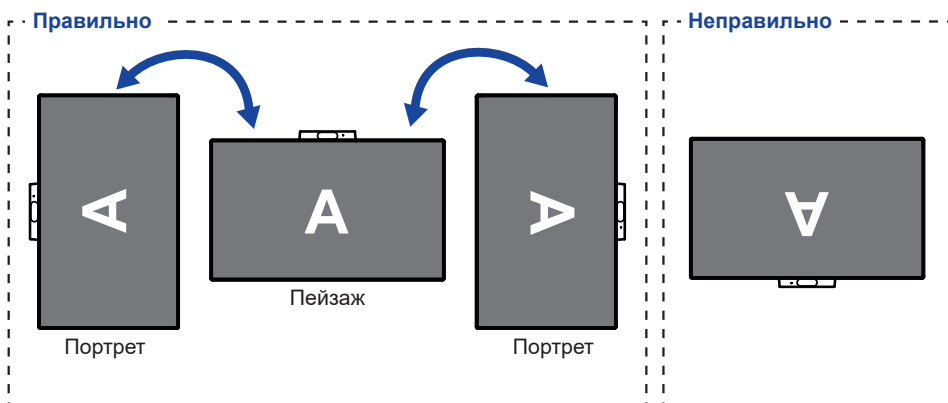 Правильно
Неправильно
A
A
A
A
Пейзаж
Портрет
Портрет